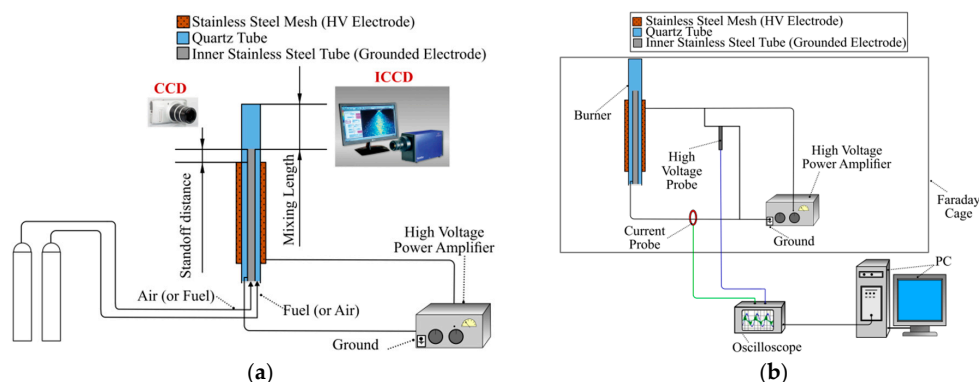 Stainless Steel Mesh (HV Electrode)
Quartz Tube
Inner Stainless Steel Tube (Grounded Electrode)
CCD
ICCD
Standoff distance
Mixing Length
High Voltage
Power Amplifier
Air (or Fuel)
Fuel (or Air)
Ground
(a)
Stainless Steel Mesh (HV Electrode)
Quartz Tube
Inner Stainless Steel Tube (Grounded Electrode)
Burner
High
Voltage
Probe
High Voltage
Power Amplifier
Faraday
Cage
Current
Probe
Ground
PC
Oscilloscope
(b)